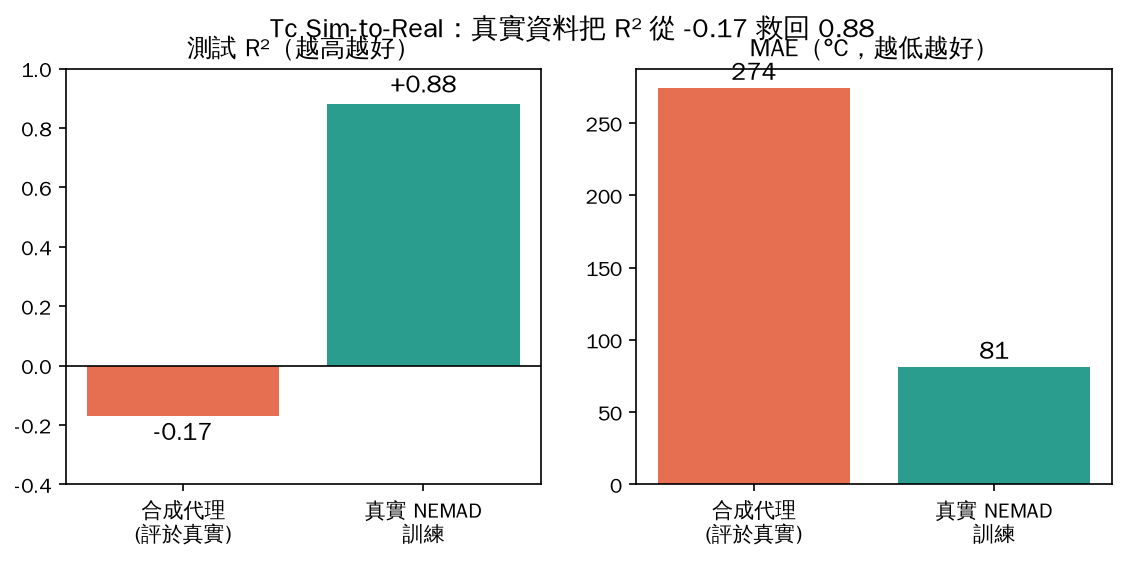 Tc Sim-to-Real：真實資料把 R² 從 -0.17 救回 0.88
測試 R²（越高越好）
1.0
0.8
0.6
0.4
0.2
0.0
-0.2
-0.4
+0.88
-0.17
合成代理
(評於真實)
真實 NEMAD
訓練
MAE（°C，越低越好）
250
200
150
100
50
0
274
81
合成代理
(評於真實)
真實 NEMAD
訓練